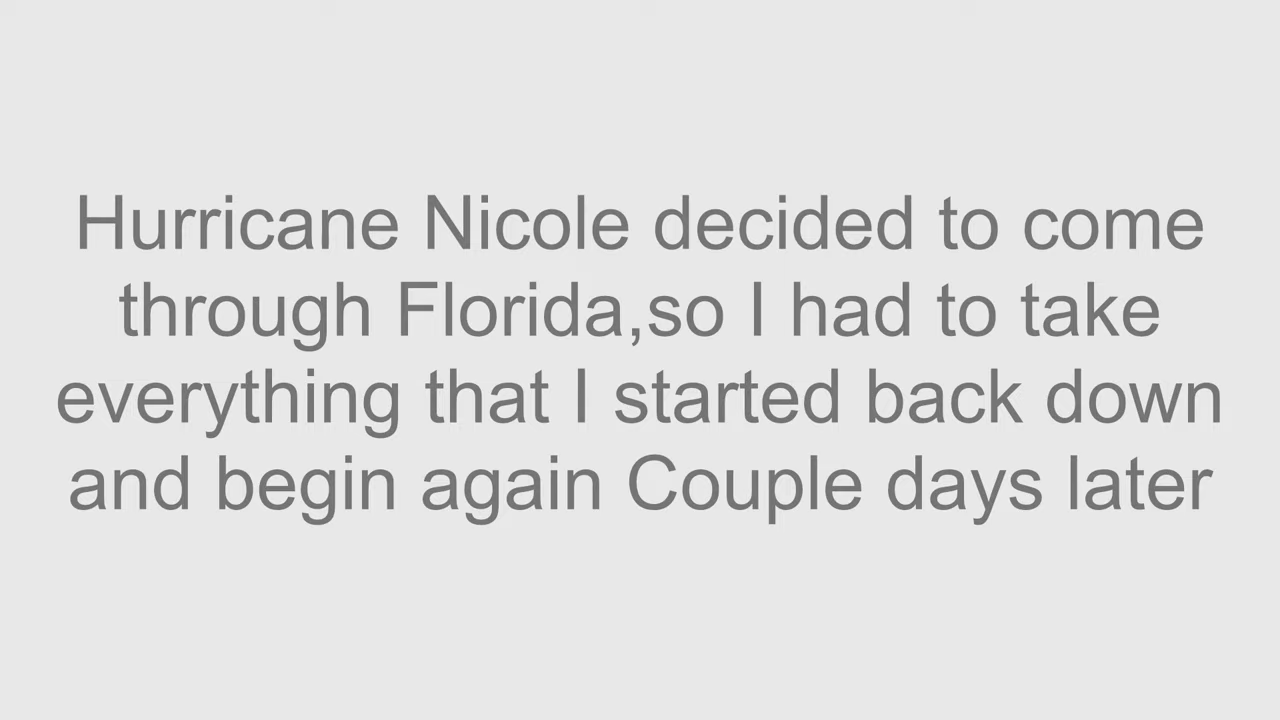 Hurricane Nicole decided to come
through Florida,so I had to take
everything that I started back down
and begin again Couple days later